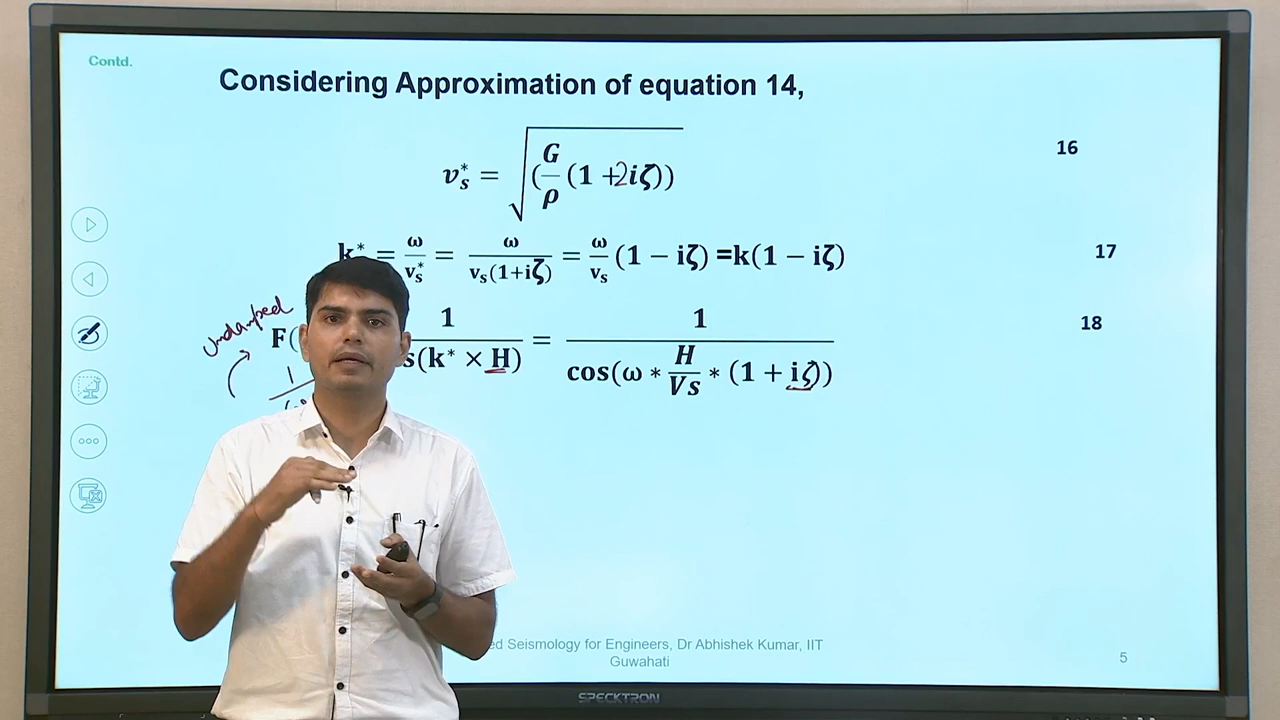 Contd.
Considering Approximation of equation 14,
v*s = √((G/ρ)(1 + 2iζ)) 16
k* = ω/v*s = ω/(vs(1+iζ)) = ω/vs (1 − iζ) =k(1 − iζ) 17
Undamped
F( 1/s(k* × H) = 1/cos(ω * H/Vs * (1 + iζ)) 18
1
ed Seismology for Engineers, Dr Abhishek Kumar, IIT
Guwahati
5
SPECKTRON